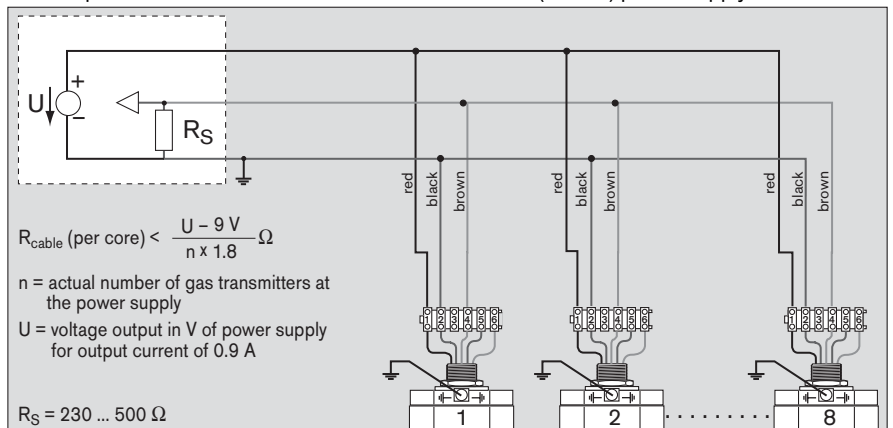 U
+
−
RS
red
black
brown
red
black
brown
red
black
brown
Rcable (per core) < U – 9 V
n x 1.8 Ω
n = actual number of gas transmitters at
the power supply
U = voltage output in V of power supply
for output current of 0.9 A
RS = 230 ... 500 Ω
1 2 3 4 5 6
1 2 3 4 5 6
1 2 3 4 5 6
1
2
8